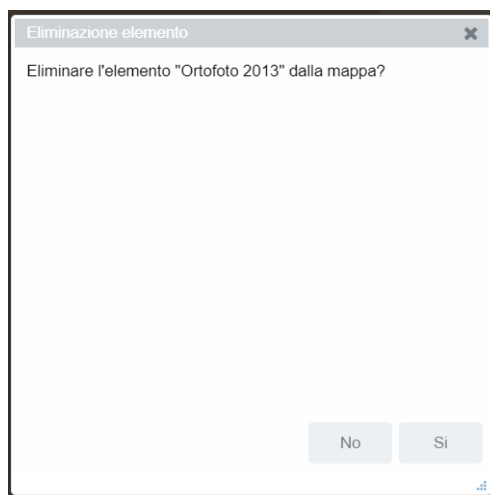 Eliminazione elemento
Eliminare l'elemento "Ortofoto 2013" dalla mappa?
No Si